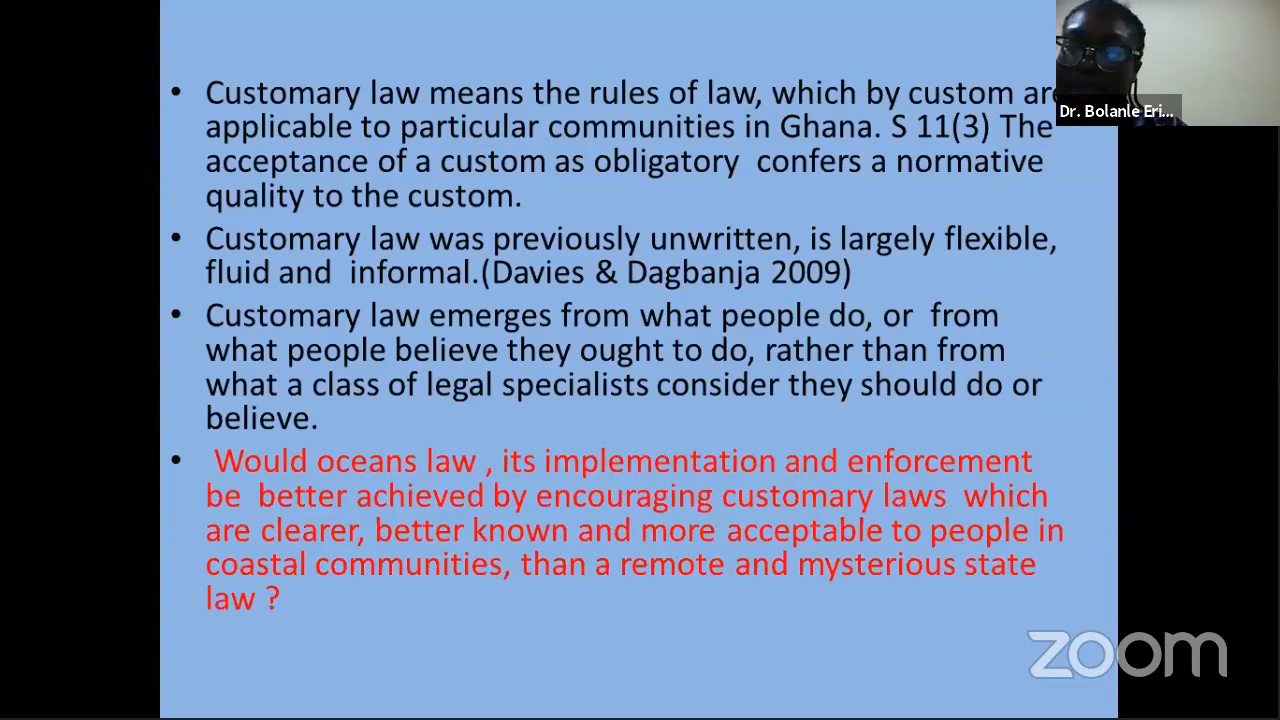 • Customary law means the rules of law, which by custom are
applicable to particular communities in Ghana. S 11(3) The
acceptance of a custom as obligatory confers a normative
quality to the custom.
• Customary law was previously unwritten, is largely flexible,
fluid and informal.(Davies & Dagbanja 2009)
• Customary law emerges from what people do, or from
what people believe they ought to do, rather than from
what a class of legal specialists consider they should do or
believe.
• Would oceans law , its implementation and enforcement
be better achieved by encouraging customary laws which
are clearer, better known and more acceptable to people in
coastal communities, than a remote and mysterious state
law ?
Dr. Bolanle Eri...
zoom